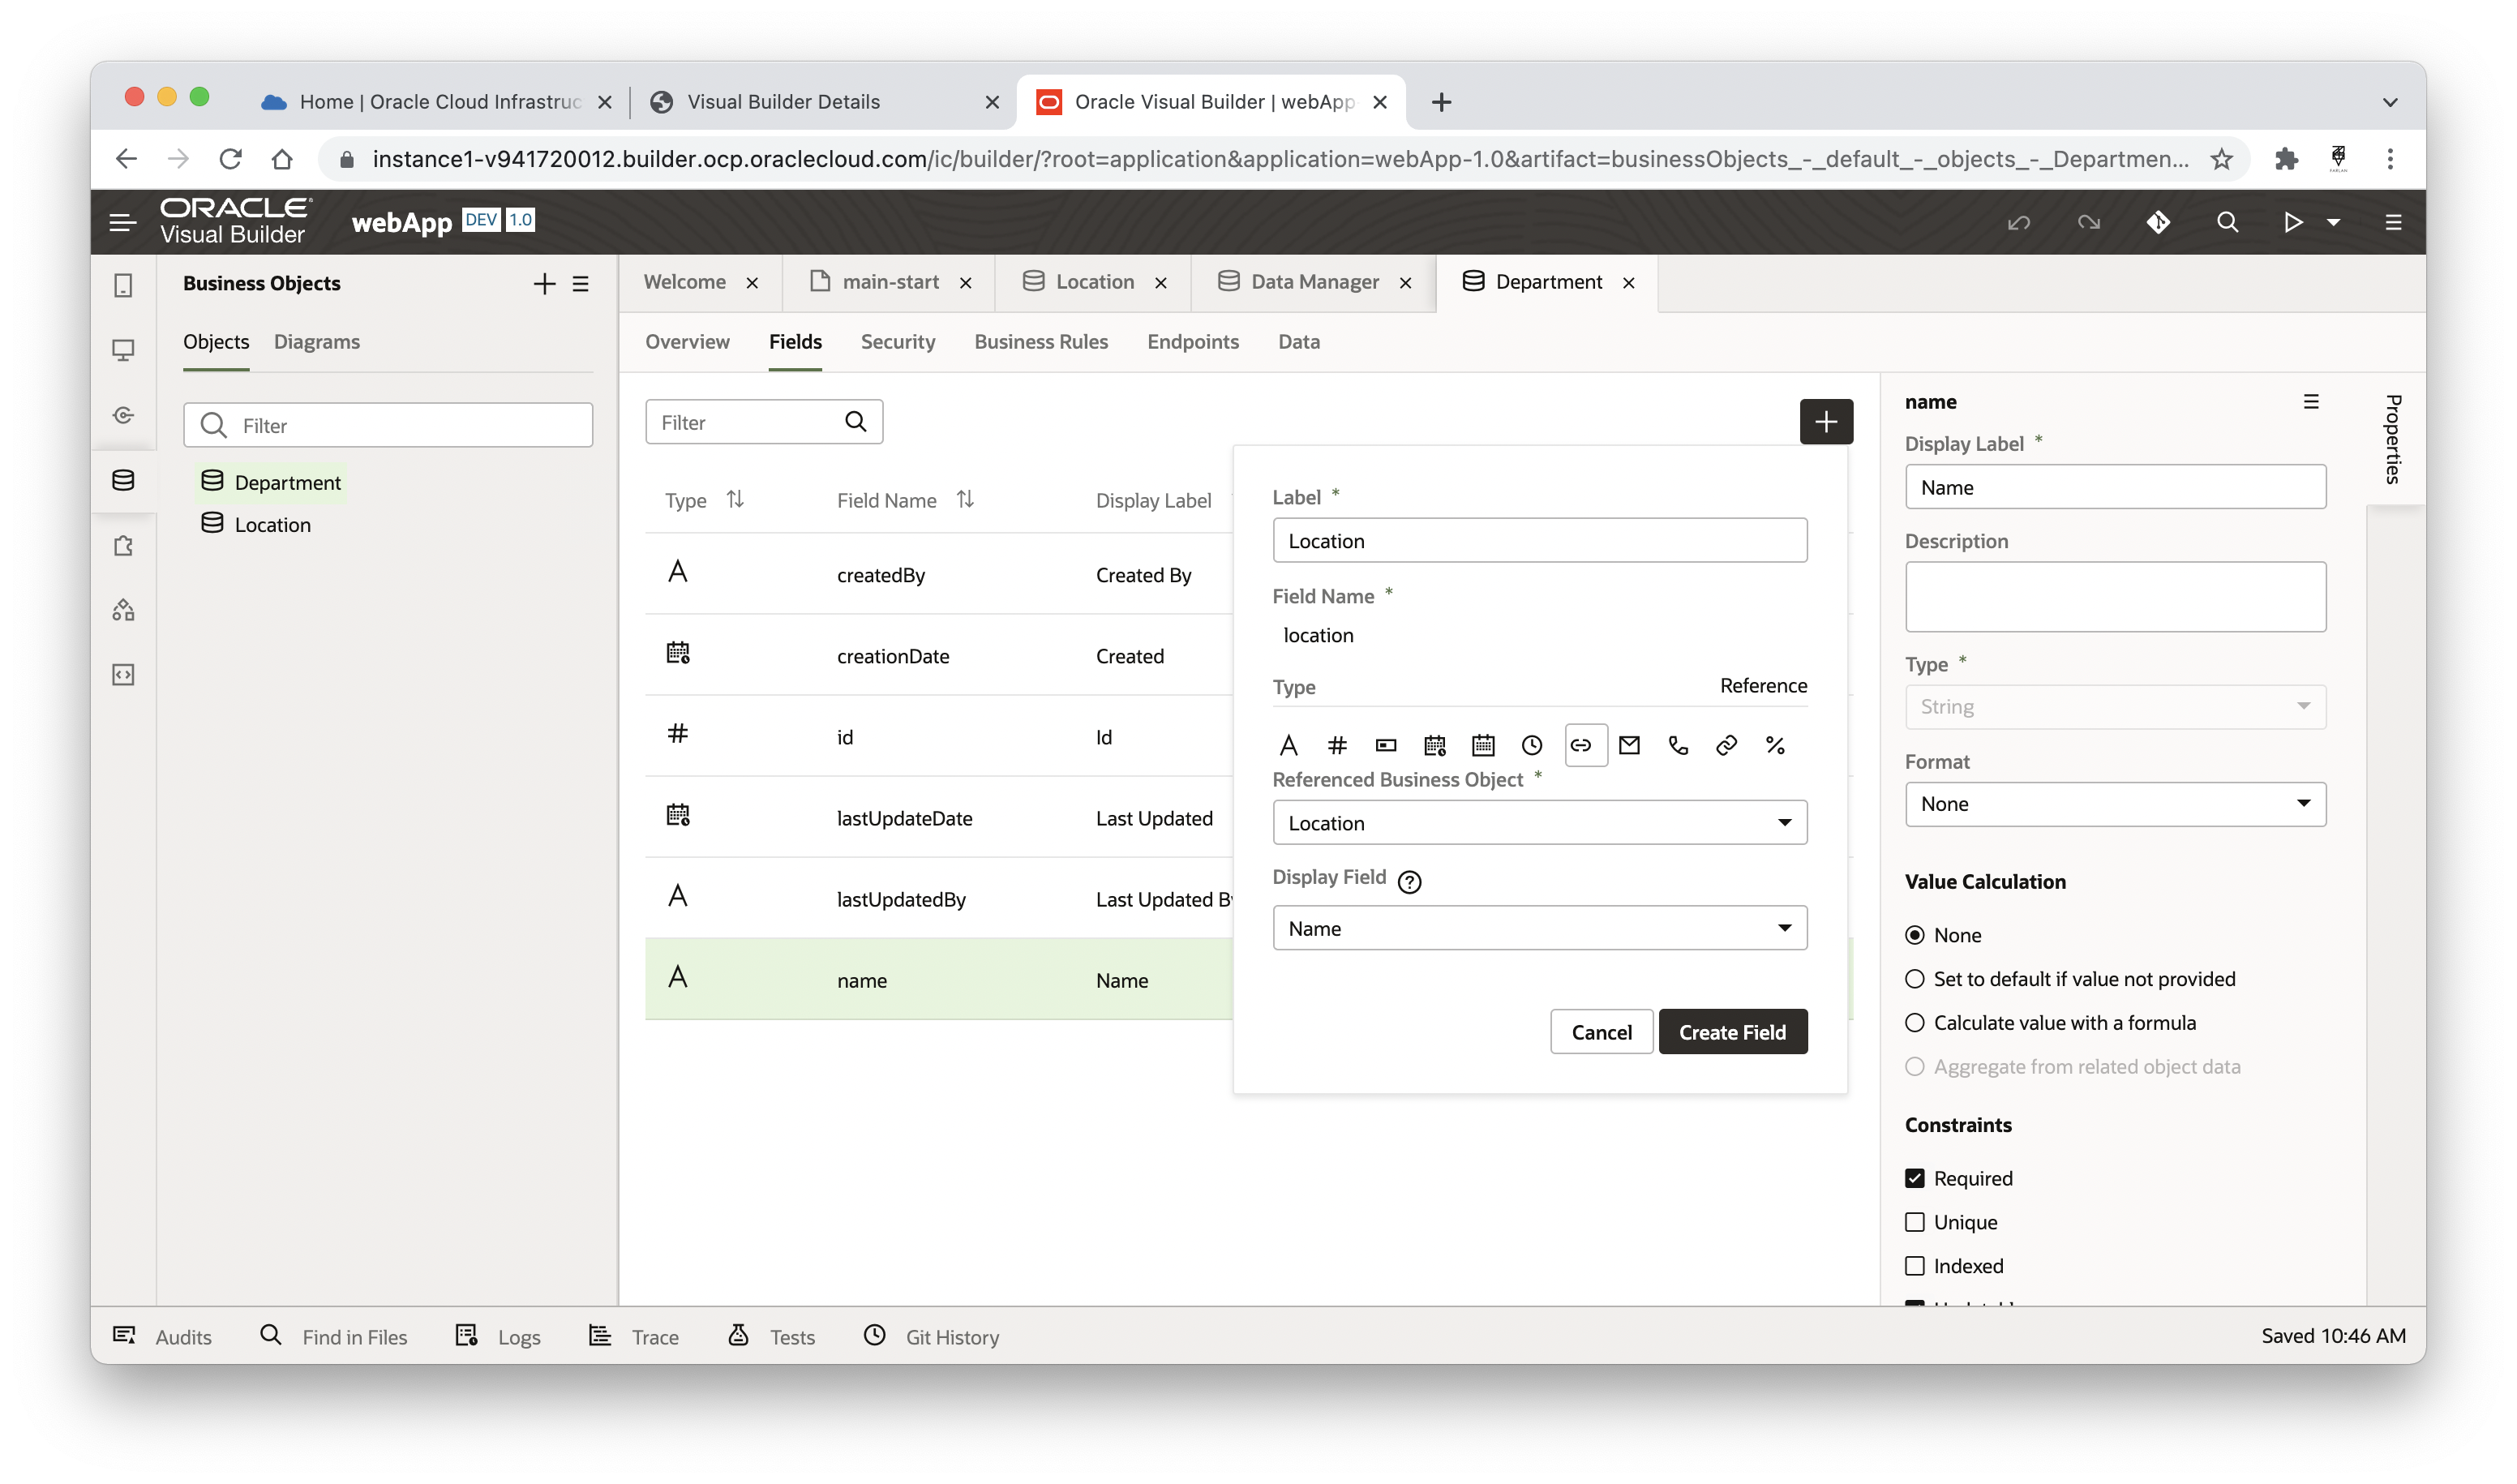 Home | Oracle Cloud Infrastruc
Visual Builder Details
Oracle Visual Builder | webApp-
instance1-v941720012.builder.ocp.oraclecloud.com/ic/builder/?root=application&application=webApp-1.0&artifact=businessObjects_-_default_-_objects_-_Departmen...
ORACLE
Visual Builder
webApp DEV 1.0
Business Objects
Objects Diagrams
Filter
Department
Location
Welcome
main-start
Location
Data Manager
Department
Overview Fields Security Business Rules Endpoints Data
Filter
Type Field Name Display Label
createdBy Created By
creationDate Created
# id Id
lastUpdateDate Last Updated
lastUpdatedBy Last Updated B
name Name
Label *
Location
Field Name *
location
Type Reference
Referenced Business Object *
Location
Display Field
Name
Cancel Create Field
name
Display Label *
Name
Description
Type *
String
Format
None
Value Calculation
None
Set to default if value not provided
Calculate value with a formula
Aggregate from related object data
Constraints
Required
Unique
Indexed
Properties
Audits Find in Files Logs Trace Tests Git History
Saved 10:46 AM